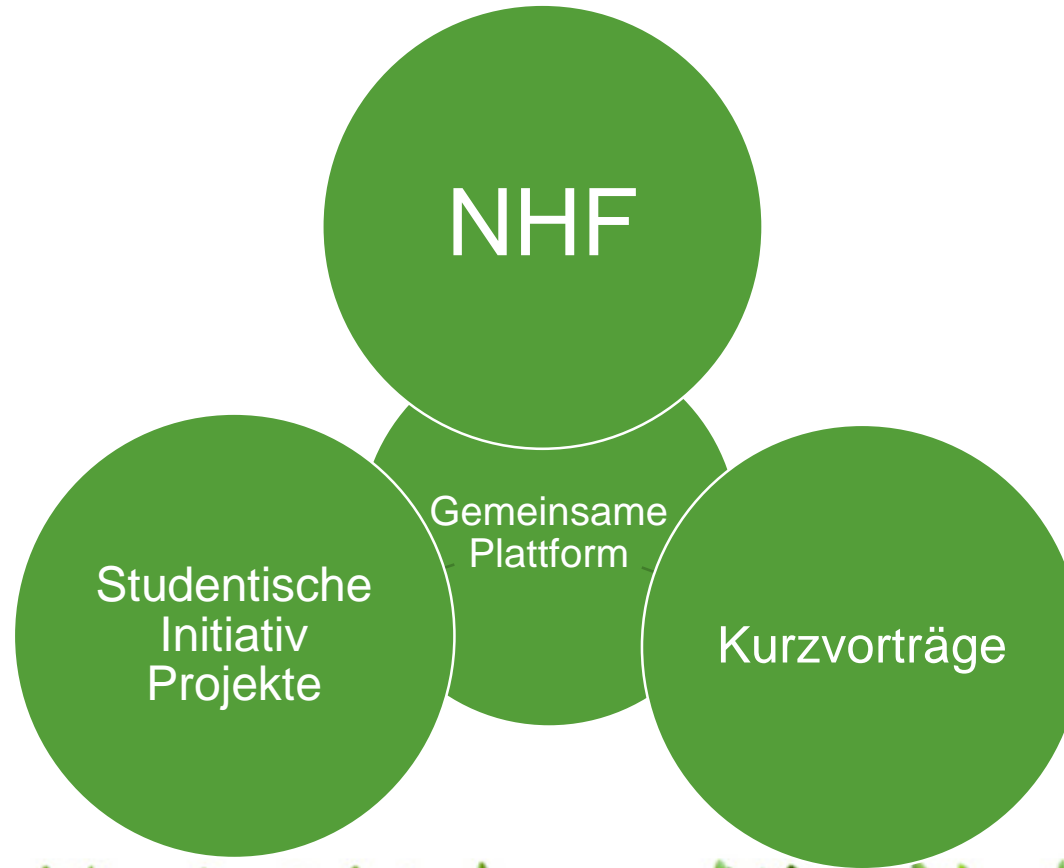 NHF
Gemeinsame
Plattform
Studentische
Initiativ
Projekte
Kurzvorträge